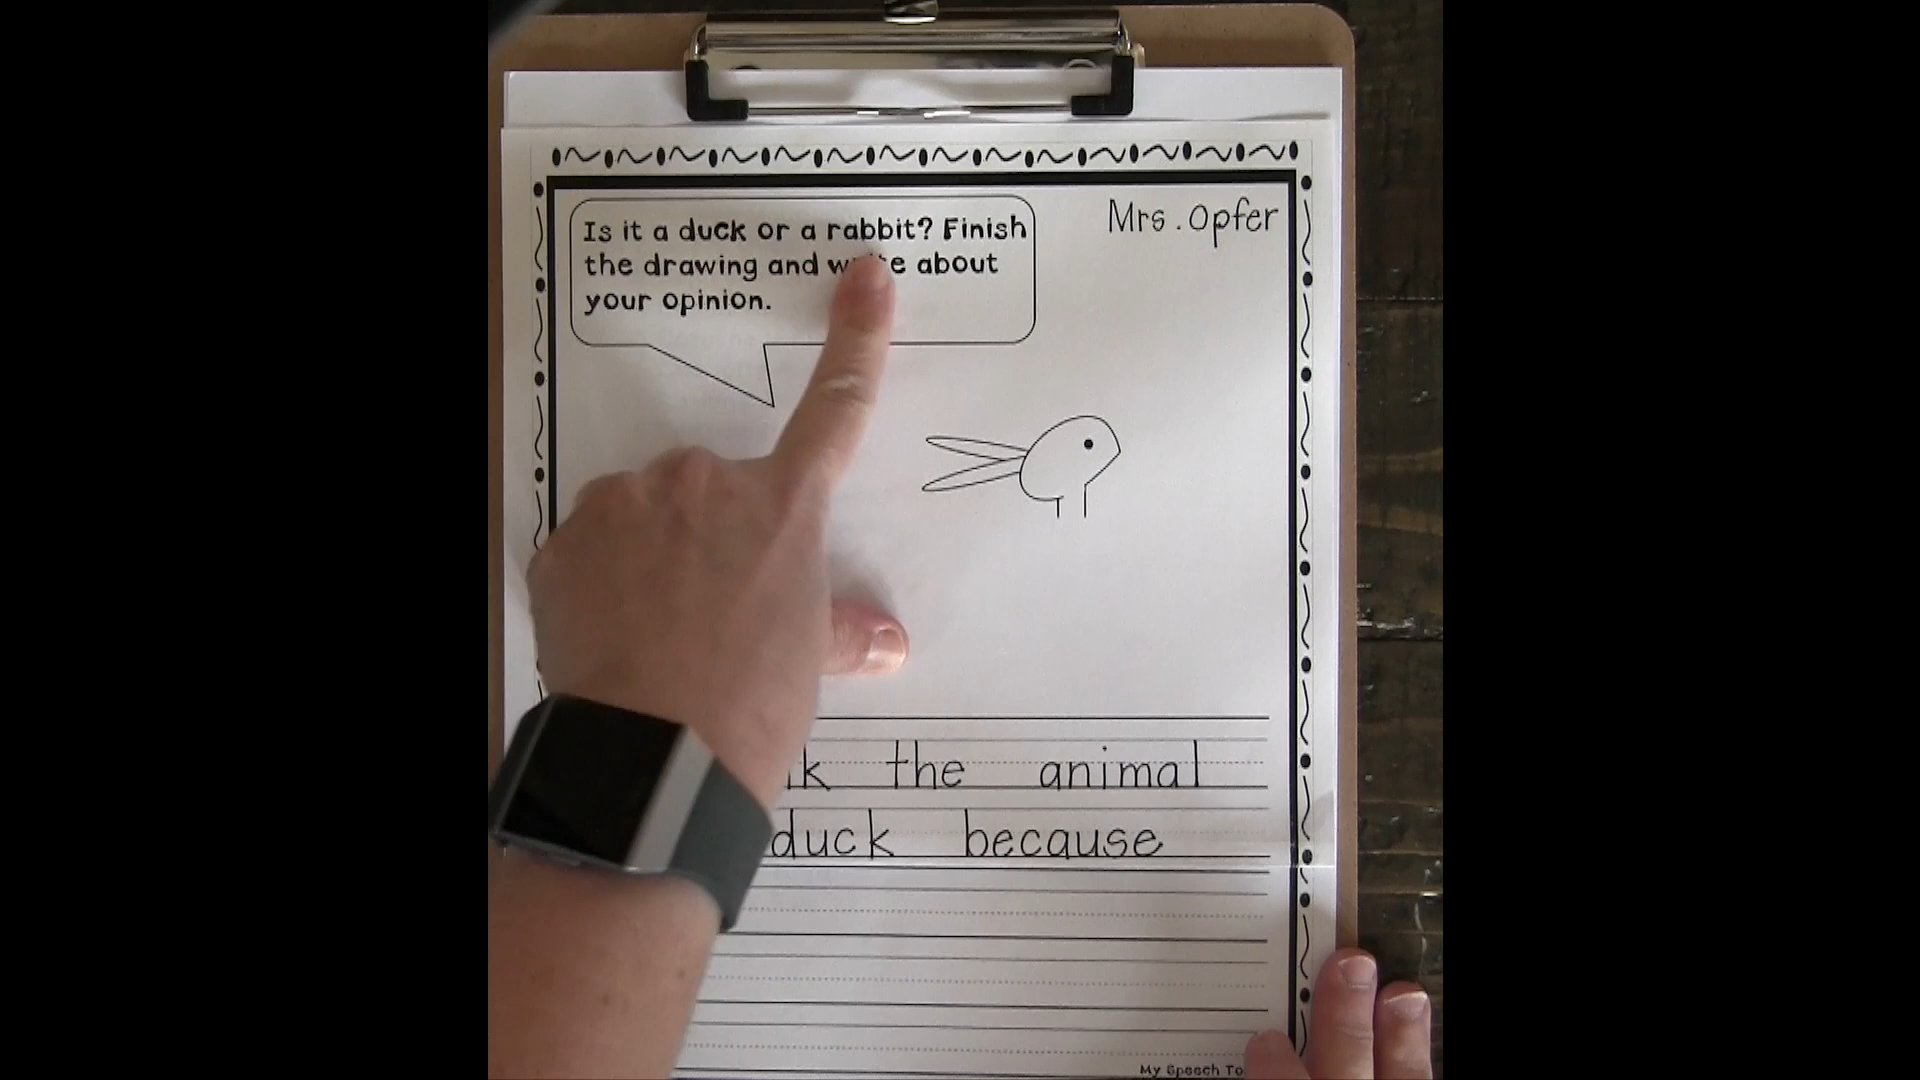 Is it a duck or a rabbit? Finish
the drawing and write about
your opinion.
Mrs. Opfer
the animal
duck because
My Speech